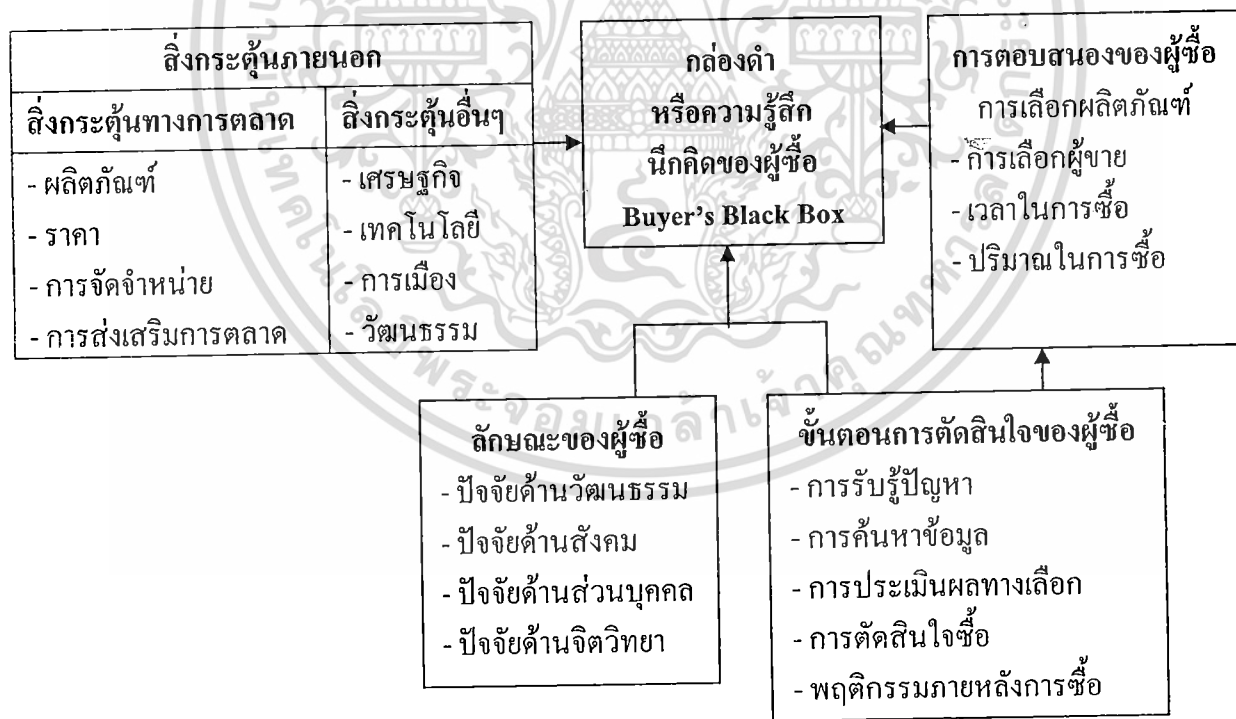 สิ่งกระตุ้นภายนอก
สิ่งกระตุ้นทางการตลาด
- ผลิตภัณฑ์
- ราคา
- การจัดจำหน่าย
- การส่งเสริมการตลาด
สิ่งกระตุ้นอื่นๆ
- เศรษฐกิจ
- เทคโนโลยี
- การเมือง
- วัฒนธรรม
กล่องดำ
หรือความรู้สึก
นึกคิดของผู้ซื้อ
Buyer's Black Box
การตอบสนองของผู้ซื้อ
การเลือกผลิตภัณฑ์
- การเลือกผู้ขาย
- เวลาในการซื้อ
- ปริมาณในการซื้อ
ลักษณะของผู้ซื้อ
- ปัจจัยด้านวัฒนธรรม
- ปัจจัยด้านสังคม
- ปัจจัยด้านส่วนบุคคล
- ปัจจัยด้านจิตวิทยา
ขั้นตอนการตัดสินใจของผู้ซื้อ
- การรับรู้ปัญหา
- การค้นหาข้อมูล
- การประเมินผลทางเลือก
- การตัดสินใจซื้อ
- พฤติกรรมภายหลังการซื้อ